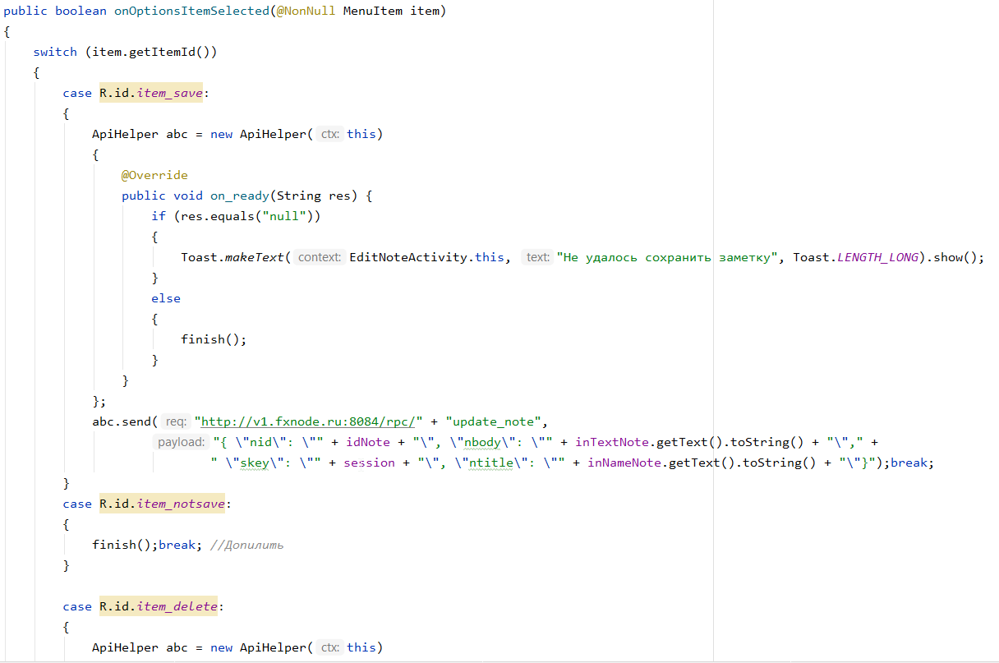 public boolean onOptionsItemSelected(@NonNull MenuItem item)
{
    switch (item.getItemId())
    {
        case R.id.item_save:
        {
            ApiHelper abc = new ApiHelper( ctx: this)
            {
                @Override
                public void on_ready(String res) {
                    if (res.equals("null"))
                    {
                        Toast.makeText( context: EditNoteActivity.this, text: "Не удалось сохранить заметку", Toast.LENGTH_LONG).show();
                    }
                    else
                    {
                        finish();
                    }
                }
            };
            abc.send( req: "http://v1.fxnode.ru:8084/rpc/" + "update_note",
                    payload: "{ \"nid\": \"" + idNote + "\", \"nbody\": \"" + inTextNote.getText().toString() + "\"," +
                            " \"skey\": \"" + session + "\", \"ntitle\": \"" + inNameNote.getText().toString() + "\"}");break;
        }
        case R.id.item_notsave:
        {
            finish();break; //Допилить
        }
        case R.id.item_delete:
        {
            ApiHelper abc = new ApiHelper( ctx: this)